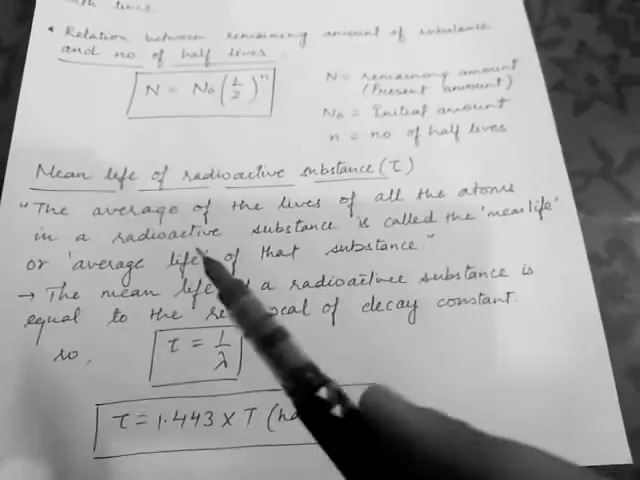 * Relation between remaining amount of substance
and no of half lives
N = N₀ (1/2)ⁿ
N = remaining amount
(Present amount)
N₀ = Initial amount
n = no of half lives
Mean life of radioactive substance (τ)
"The average of the lives of all the atoms
in a radioactive substance is called the 'mean life'
or 'average life' of that substance."
→ The mean life a radioactive substance is
equal to the of decay constant.
so,
τ = 1/λ
τ = 1.443 × T